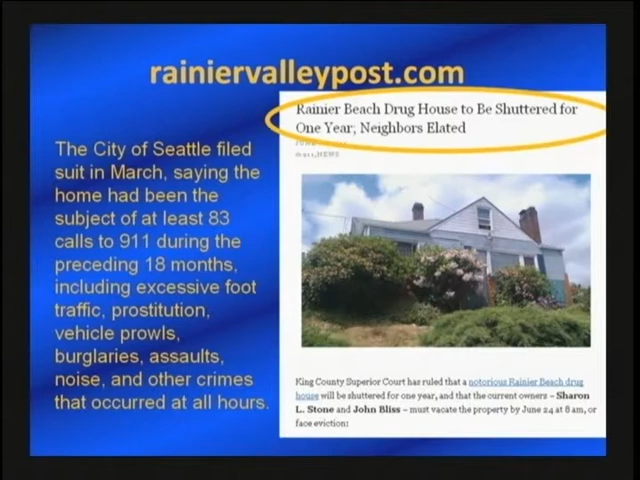 rainiervalleypost.com
The City of Seattle filed
suit in March, saying the
home had been the
subject of at least 83
calls to 911 during the
preceding 18 months,
including excessive foot
traffic, prostitution,
vehicle prowls,
burglaries, assaults,
noise, and other crimes
that occurred at all hours.
Rainier Beach Drug House to Be Shuttered for
One Year; Neighbors Elated
911, NEWS
King County Superior Court has ruled that a notorious Rainier Beach drug
house will be shuttered for one year, and that the current owners – Sharon
L. Stone and John Bliss – must vacate the property by June 24 at 8 am, or
face eviction: